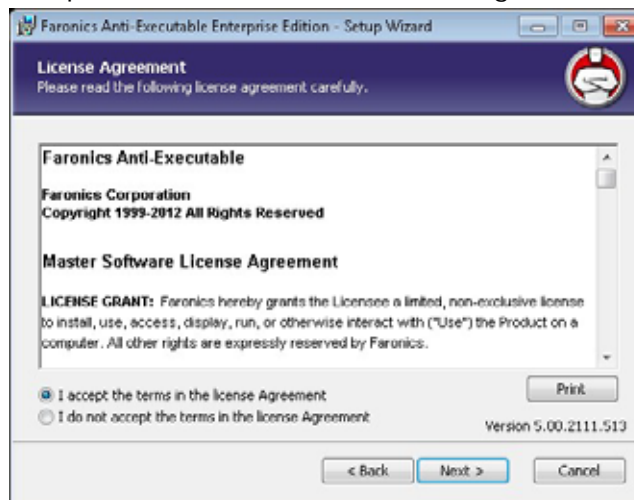 Faronics Anti-Executable Enterprise Edition - Setup Wizard
License Agreement
Please read the following license agreement carefully.
Faronics Anti-Executable
Faronics Corporation
Copyright 1999-2012 All Rights Reserved
Master Software License Agreement
LICENSE GRANT: Faronics hereby grants the Licensee a limited, non-exclusive license
to install, use, access, display, run, or otherwise interact with ("Use") the Product on a
computer. All other rights are expressly reserved by Faronics.
I accept the terms in the license Agreement
Print
I do not accept the terms in the license Agreement
Version 5.00.2111.513
< Back Next > Cancel